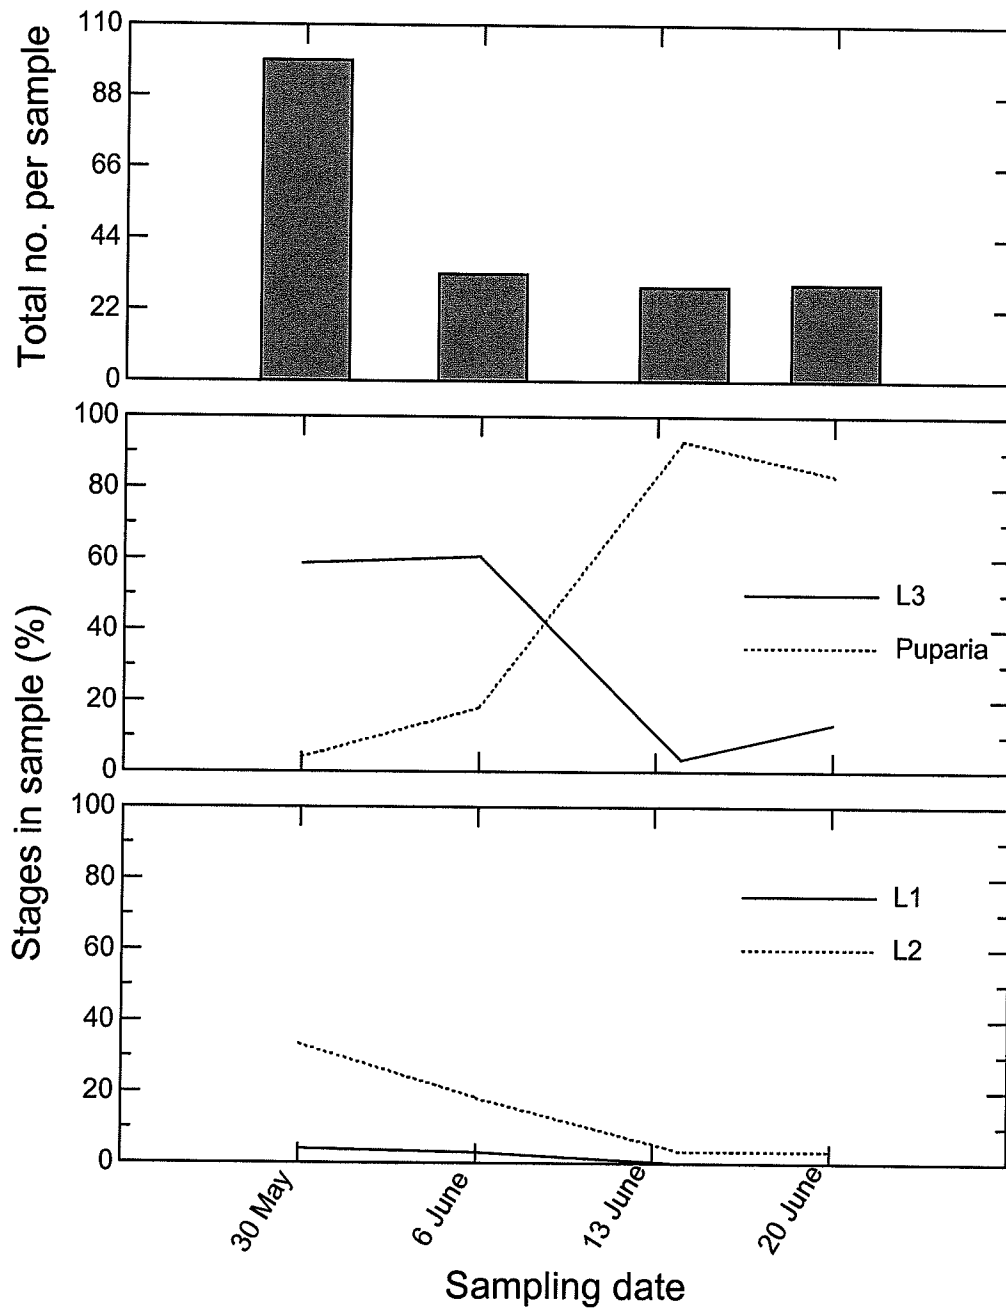 Total no. per sample
110
88
66
44
22
0
Stages in sample (%)
100
80
60
40
20
0
L3
Puparia
100
80
60
40
20
0
L1
L2
30 May
6 June
13 June
20 June
Sampling date